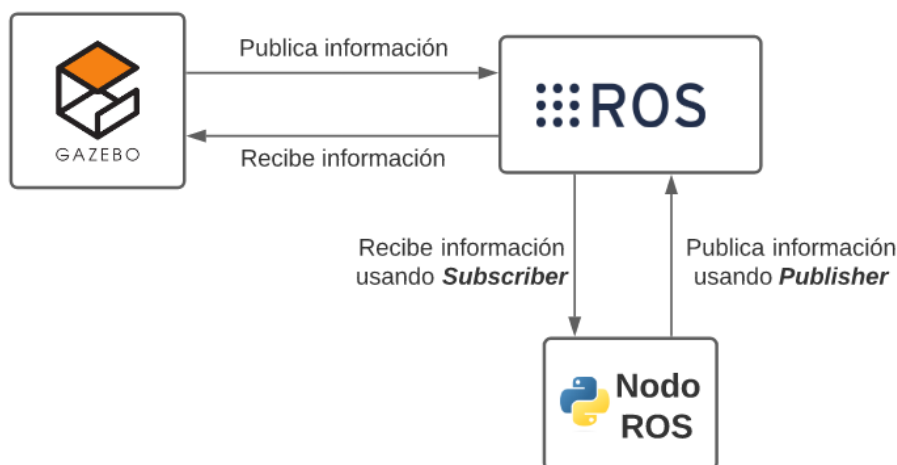 Publica información
GAZEBO
ROS
Recibe información
Recibe información
usando Subscriber
Publica información
usando Publisher
Nodo
ROS